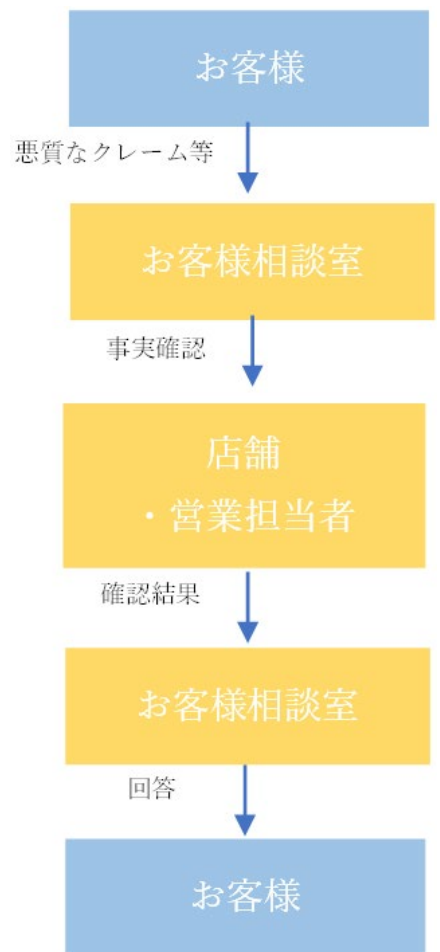 お客様
悪質なクレーム等
お客様相談室
事実確認
店舗
・営業担当者
確認結果
お客様相談室
回答
お客様